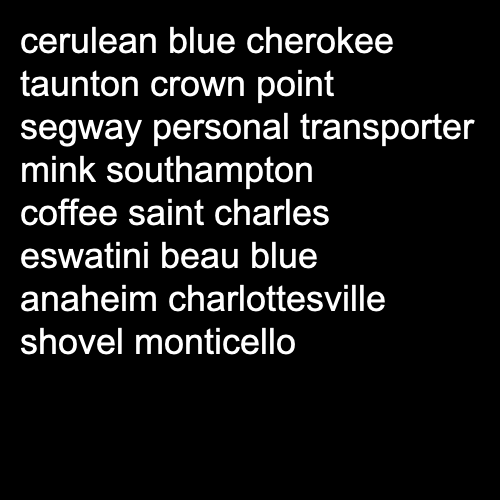 cerulean blue cherokee
taunton crown point
segway personal transporter
mink southampton
coffee saint charles
eswatini beau blue
anaheim charlottesville
shovel monticello